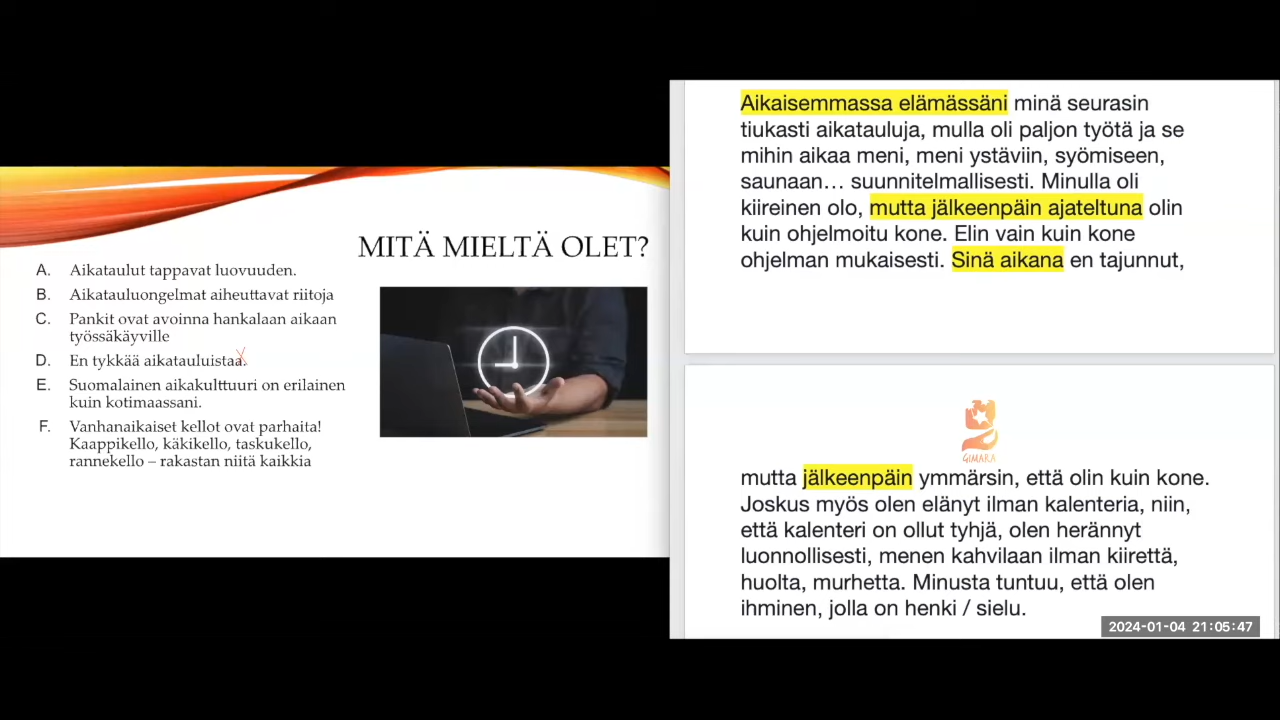 MITÄ MIELTÄ OLET?
A. Aikataulut tappavat luovuuden.
B. Aikatauluongelmat aiheuttavat riitoja
C. Pankit ovat avoinna hankalaan aikaan
työssäkäyville
D. En tykkää aikatauluistaa.
E. Suomalainen aikakulttuuri on erilainen
kuin kotimaassani.
F. Vanhanaikaiset kellot ovat parhaita!
Kaappikello, käkikello, taskukello,
rannekello – rakastan niitä kaikkia
Aikaisemmassa elämässäni minä seurasin
tiukasti aikatauluja, mulla oli paljon työtä ja se
mihin aikaa meni, meni ystäviin, syömiseen,
saunaan… suunnitelmallisesti. Minulla oli
kiireinen olo, mutta jälkeenpäin ajateltuna olin
kuin ohjelmoitu kone. Elin vain kuin kone
ohjelman mukaisesti. Sinä aikana en tajunnut,
GIMARA
mutta jälkeenpäin ymmärsin, että olin kuin kone.
Joskus myös olen elänyt ilman kalenteria, niin,
että kalenteri on ollut tyhjä, olen herännyt
luonnollisesti, menen kahvilaan ilman kiirettä,
huolta, murhetta. Minusta tuntuu, että olen
ihminen, jolla on henki / sielu.
2024-01-04 21:05:47